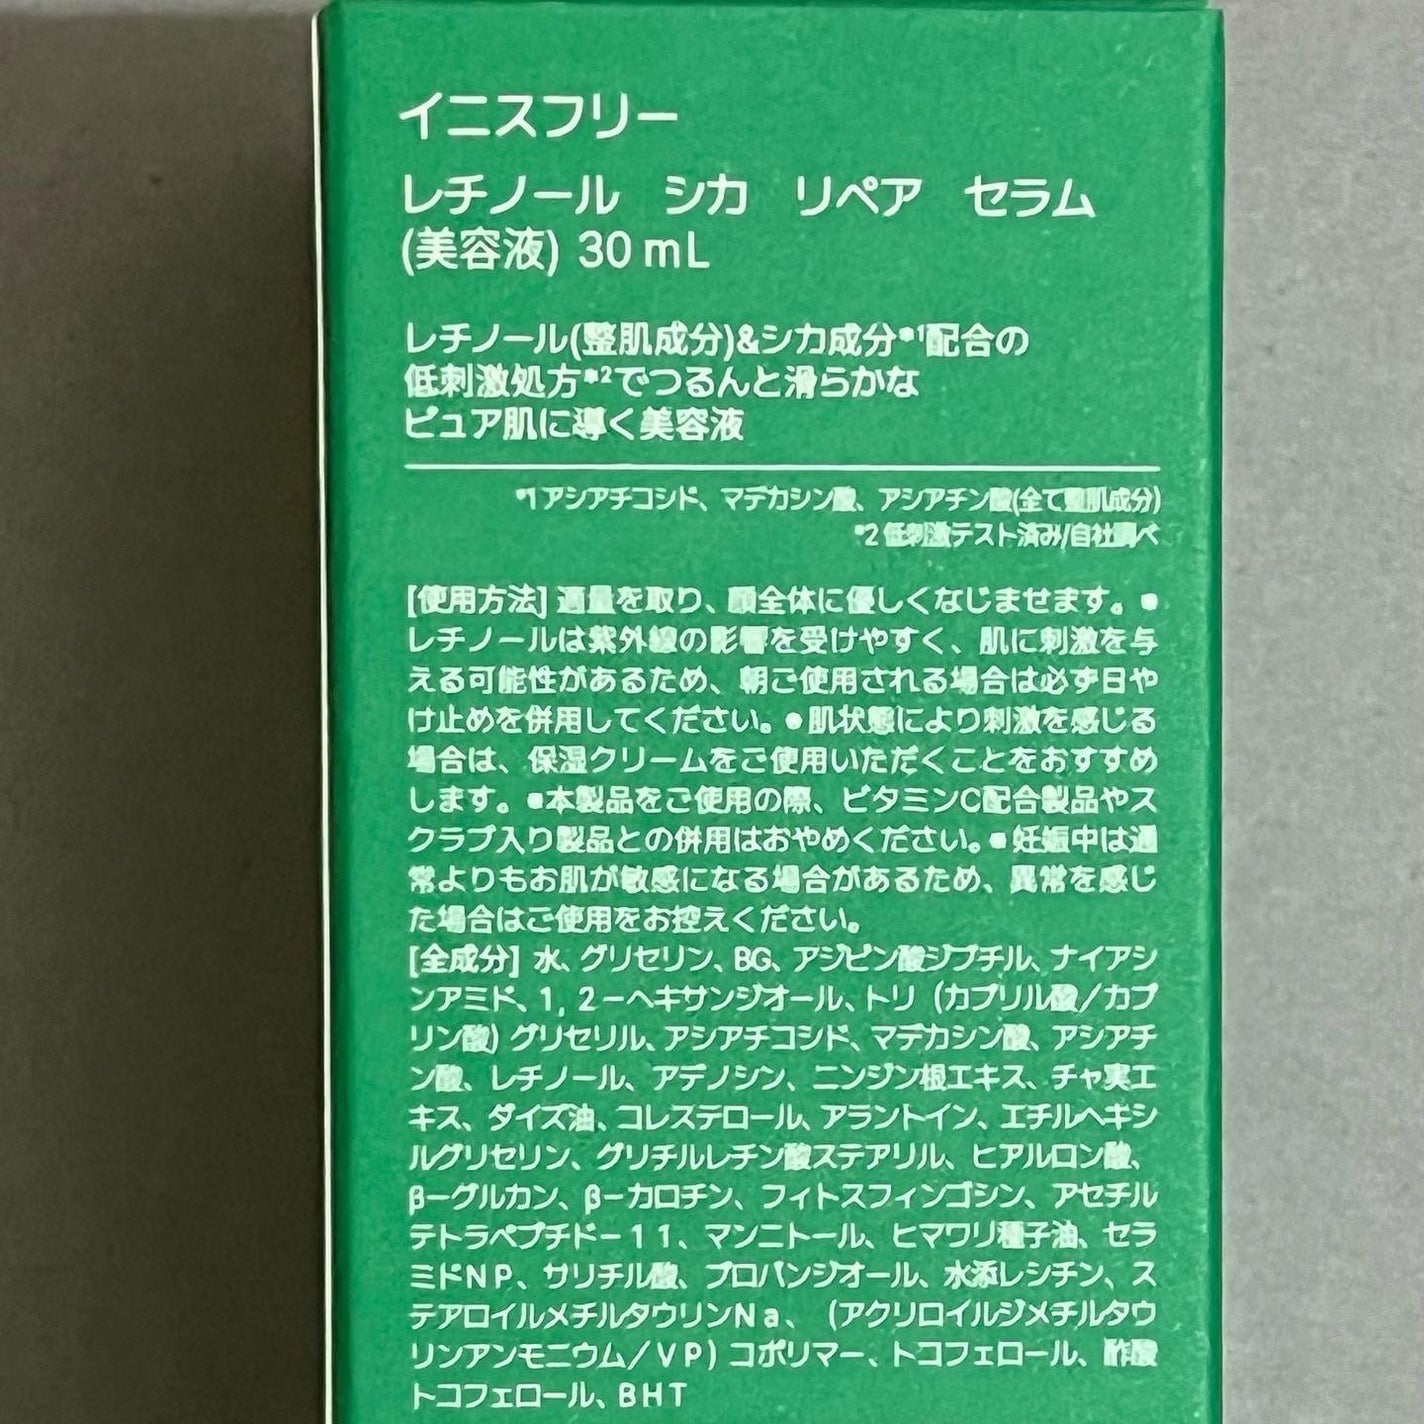 イニスフリー
レチノール シカ リペア セラム
(美容液) 30 mL
レチノール(整肌成分)&シカ成分*1配合の
低刺激処方*2でつるんと滑らかな
ピュア肌に導く美容液
*1 アシアチコシド、マデカシン酸、アシアチン酸(全て整肌成分)
*2 低刺激テスト済み/自社調べ
[使用方法] 適量を取り、顔全体に優しくなじませます。●
レチノールは紫外線の影響を受けやすく、肌に刺激を与
える可能性があるため、朝ご使用される場合は必ず日や
け止めを併用してください。●肌状態により刺激を感じる
場合は、保湿クリームをご使用いただくことをおすすめ
します。●本製品をご使用の際、ビタミンC配合製品やス
クラブ入り製品との併用はおやめください。●妊娠中は通
常よりもお肌が敏感になる場合があるため、異常を感じ
た場合はご使用をお控えください。
[全成分] 水、グリセリン、BG、アジピン酸ジブチル、ナイアシ
ンアミド、1,2-ヘキサンジオール、トリ(カプリル酸/カプ
リン酸)グリセリル、アシアチコシド、マデカシン酸、アシアチ
ン酸、レチノール、アデノシン、ニンジン根エキス、チャ実エ
キス、ダイズ油、コレステロール、アラントイン、エチルヘキシ
ルグリセリン、グリチルレチン酸ステアリル、ヒアルロン酸、
β-グルカン、β-カロチン、フィトスフィンゴシン、アセチル
テトラペプチド-11、マンニトール、ヒマワリ種子油、セラ
ミドNP、サリチル酸、プロパンジオール、水添レシチン、ス
テアロイルメチルタウリンNa、(アクリロイルジメチルタウ
リンアンモニウム/VP)コポリマー、トコフェロール、酢酸
トコフェロール、BHT